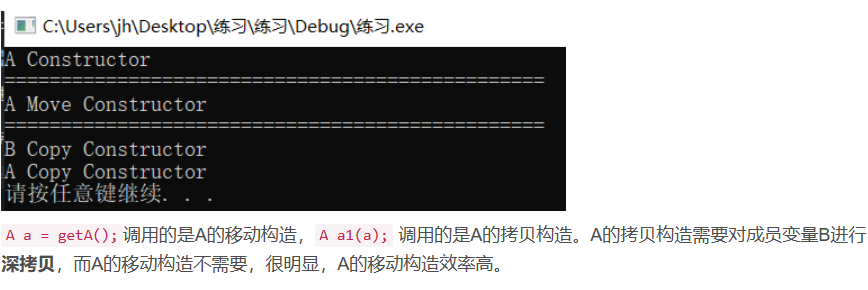 C:\Users\jh\Desktop\练习\练习\Debug\练习.exe
A Constructor
================================================
A Move Constructor
================================================
B Copy Constructor
A Copy Constructor
请按任意键继续. . .
A a = getA(); 调用的是A的移动构造， A a1(a); 调用的是A的拷贝构造。A的拷贝构造需要对成员变量B进行
深拷贝，而A的移动构造不需要，很明显，A的移动构造效率高。